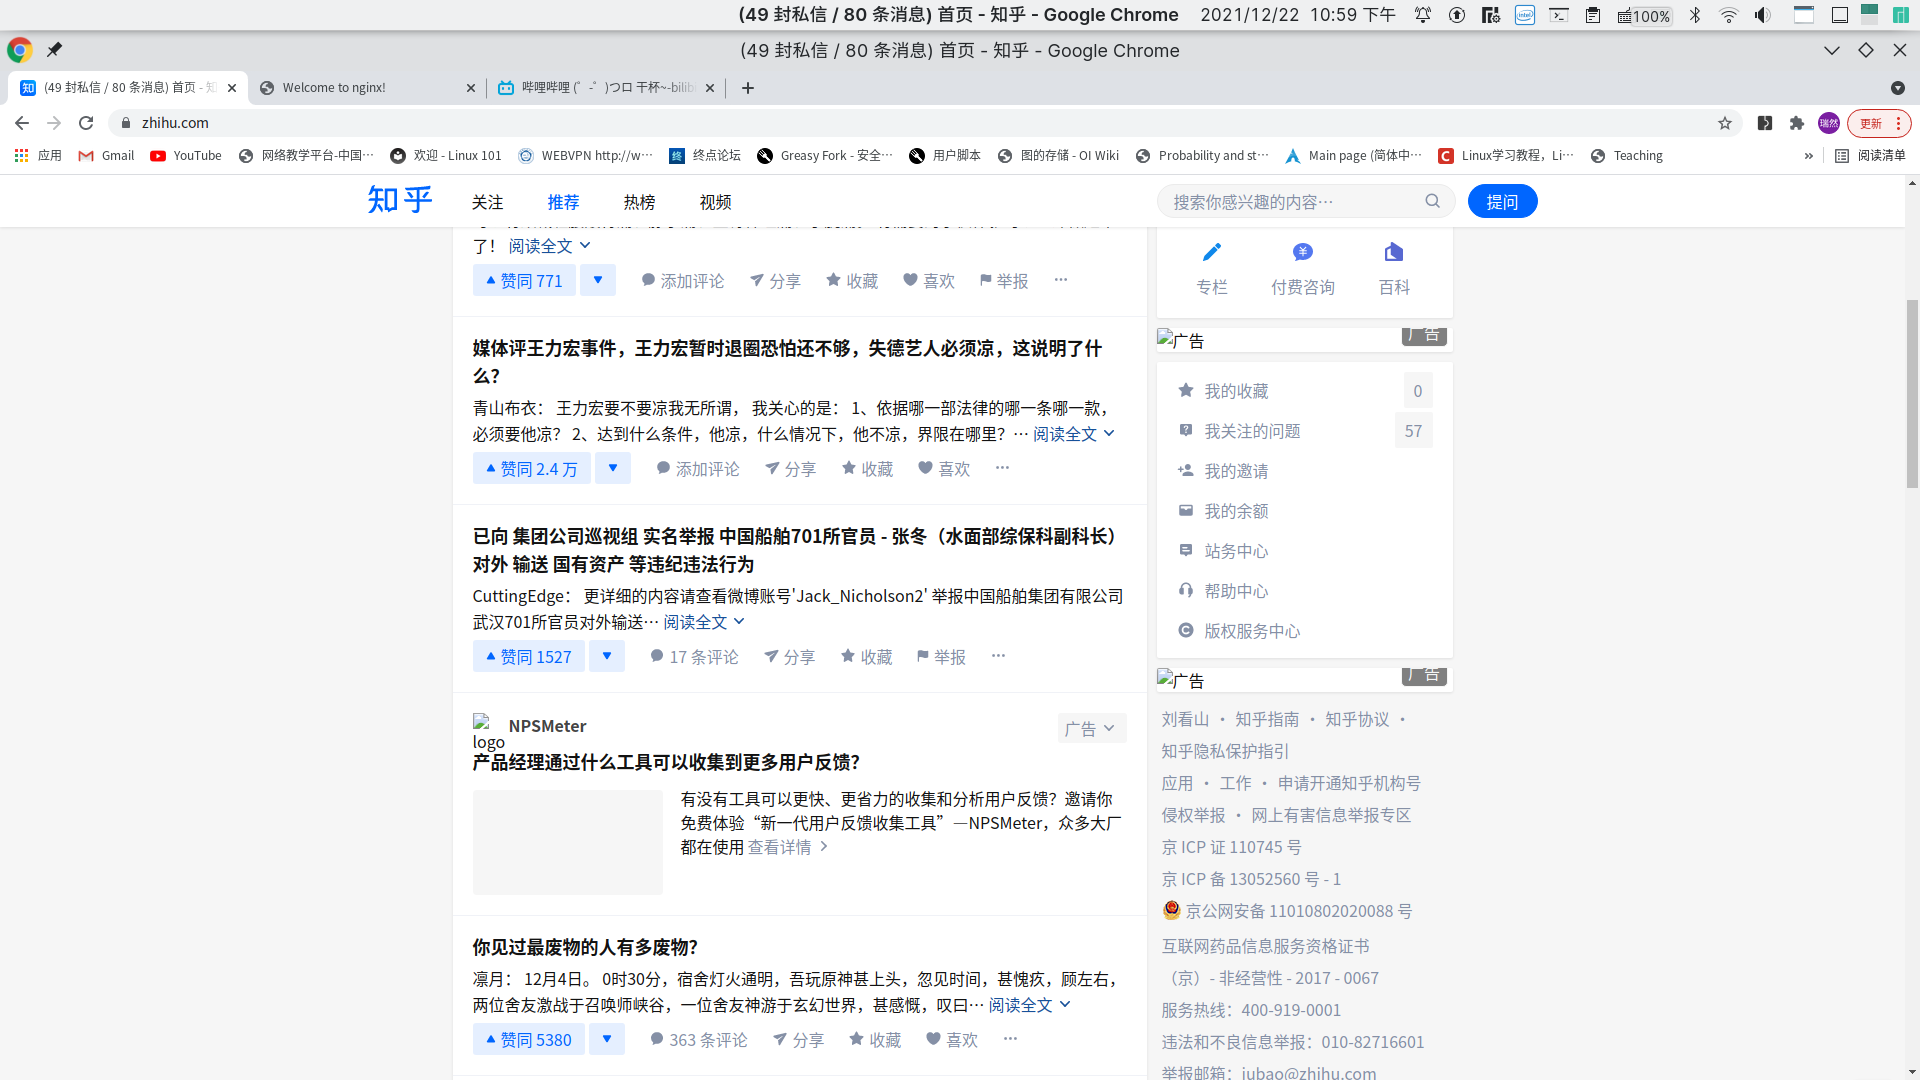 (49 封私信 / 80 条消息) 首页 - 知乎 - Google Chrome
2021/12/22 10:59 下午
100%
(49 封私信 / 80 条消息) 首页 - 知乎 - Google Chrome
(49 封私信 / 80 条消息) 首页 - 知
Welcome to nginx!
哔哩哔哩 (゜-゜)つロ 干杯~-bilib
zhihu.com
瑞然
更新
应用
Gmail
YouTube
网络教学平台-中国…
欢迎 - Linux 101
WEBVPN http://w…
终点论坛
Greasy Fork - 安全…
用户脚本
图的存储 - OI Wiki
Probability and st…
Main page (简体中…
Linux学习教程，Li…
Teaching
»
阅读清单
知乎
关注
推荐
热榜
视频
搜索你感兴趣的内容…
提问
了！ 阅读全文
赞同 771
添加评论
分享
收藏
喜欢
举报
媒体评王力宏事件，王力宏暂时退圈恐怕还不够，失德艺人必须凉，这说明了什
么？
青山布衣： 王力宏要不要凉我无所谓， 我关心的是： 1、依据哪一部法律的哪一条哪一款，
必须要他凉？ 2、达到什么条件，他凉，什么情况下，他不凉，界限在哪里？… 阅读全文
赞同 2.4 万
添加评论
分享
收藏
喜欢
已向 集团公司巡视组 实名举报 中国船舶701所官员 - 张冬（水面部综保科副科长）
对外 输送 国有资产 等违纪违法行为
CuttingEdge： 更详细的内容请查看微博账号'Jack_Nicholson2' 举报中国船舶集团有限公司
武汉701所官员对外输送… 阅读全文
赞同 1527
17 条评论
分享
收藏
举报
logo
NPSMeter
广告
产品经理通过什么工具可以收集到更多用户反馈？
有没有工具可以更快、更省力的收集和分析用户反馈？邀请你
免费体验“新一代用户反馈收集工具”—NPSMeter，众多大厂
都在使用 查看详情
你见过最废物的人有多废物？
凛月： 12月4日。 0时30分，宿舍灯火通明，吾玩原神甚上头，忽见时间，甚愧疚，顾左右，
两位舍友激战于召唤师峡谷，一位舍友神游于玄幻世界，甚感慨，叹曰… 阅读全文
赞同 5380
363 条评论
分享
收藏
喜欢
专栏
付费咨询
百科
广告
广告
我的收藏
0
我关注的问题
57
我的邀请
我的余额
站务中心
帮助中心
版权服务中心
广告
广告
刘看山 · 知乎指南 · 知乎协议 ·
知乎隐私保护指引
应用 · 工作 · 申请开通知乎机构号
侵权举报 · 网上有害信息举报专区
京 ICP 证 110745 号
京 ICP 备 13052560 号 - 1
京公网安备 11010802020088 号
互联网药品信息服务资格证书
（京）- 非经营性 - 2017 - 0067
服务热线：400-919-0001
违法和不良信息举报：010-82716601
举报邮箱：jubao@zhihu.com